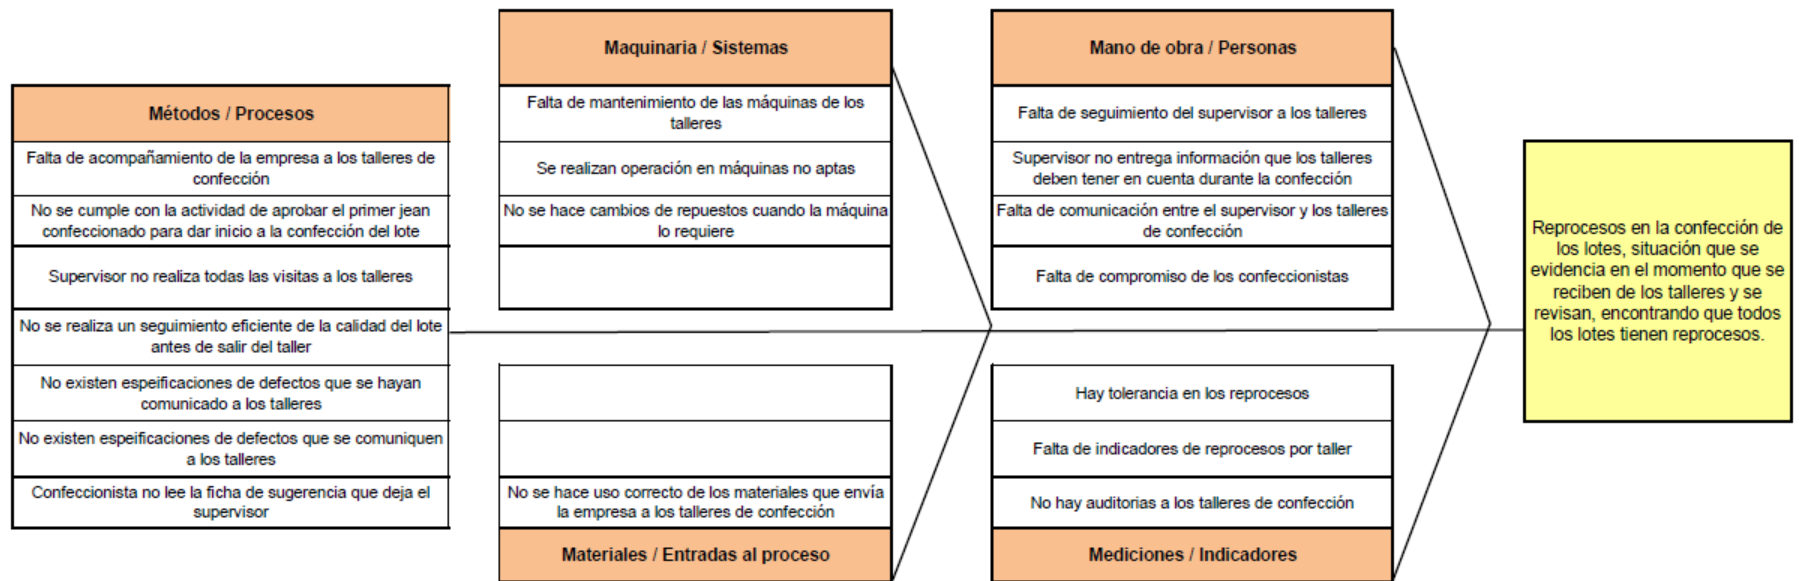 Métodos / Procesos
Falta de acompañamiento de la empresa a los talleres de
confección
No se cumple con la actividad de aprobar el primer jean
confeccionado para dar inicio a la confección del lote
Supervisor no realiza todas las visitas a los talleres
No se realiza un seguimiento eficiente de la calidad del lote
antes de salir del taller
No existen espeificaciones de defectos que se hayan
comunicado a los talleres
No existen espeificaciones de defectos que se comuniquen
a los talleres
Confeccionista no lee la ficha de sugerencia que deja el
supervisor
Maquinaria / Sistemas
Falta de mantenimiento de las máquinas de los
talleres
Se realizan operación en máquinas no aptas
No se hace cambios de repuestos cuando la máquina
lo requiere
Mano de obra / Personas
Falta de seguimiento del supervisor a los talleres
Supervisor no entrega información que los talleres
deben tener en cuenta durante la confección
Falta de comunicación entre el supervisor y los talleres
de confección
Falta de compromiso de los confeccionistas
No se hace uso correcto de los materiales que envía
la empresa a los talleres de confección
Materiales / Entradas al proceso
Hay tolerancia en los reprocesos
Falta de indicadores de reprocesos por taller
No hay auditorias a los talleres de confección
Mediciones / Indicadores
Reprocesos en la confección de
los lotes, situación que se
evidencia en el momento que se
reciben de los talleres y se
revisan, encontrando que todos
los lotes tienen reprocesos.